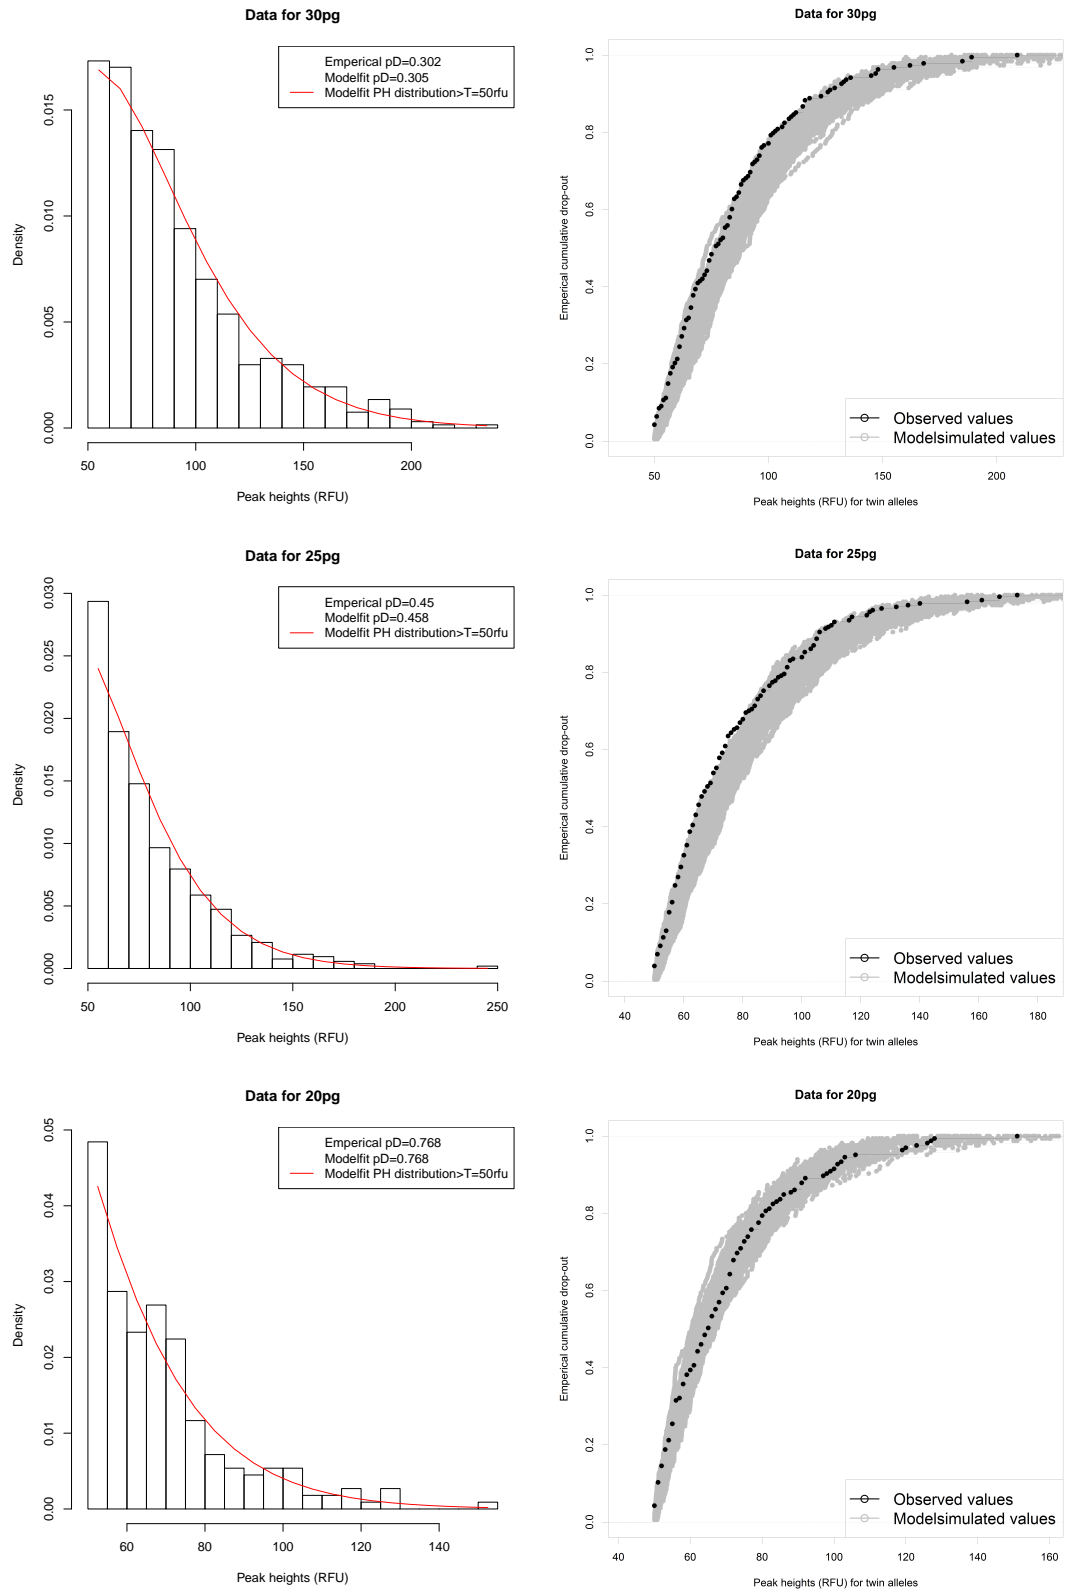 Data for 30pg
Emperical pD=0.302
Modelfit pD=0.305
Modelfit PH distribution>T=50rfu
Density
0.000
0.005
0.010
0.015
50
100
150
200
Peak heights (RFU)
Data for 30pg
Emperical cumulative drop-out
0.0
0.2
0.4
0.6
0.8
1.0
Observed values
Modelsimulated values
50
100
150
200
Peak heights (RFU) for twin alleles
Data for 25pg
Emperical pD=0.45
Modelfit pD=0.458
Modelfit PH distribution>T=50rfu
Density
0.000
0.005
0.010
0.015
0.020
0.025
0.030
50
100
150
200
250
Peak heights (RFU)
Data for 25pg
Emperical cumulative drop-out
0.0
0.2
0.4
0.6
0.8
1.0
Observed values
Modelsimulated values
40
60
80
100
120
140
160
180
Peak heights (RFU) for twin alleles
Data for 20pg
Emperical pD=0.768
Modelfit pD=0.768
Modelfit PH distribution>T=50rfu
Density
0.00
0.01
0.02
0.03
0.04
0.05
60
80
100
120
140
Peak heights (RFU)
Data for 20pg
Emperical cumulative drop-out
0.0
0.2
0.4
0.6
0.8
1.0
Observed values
Modelsimulated values
40
60
80
100
120
140
160
Peak heights (RFU) for twin alleles